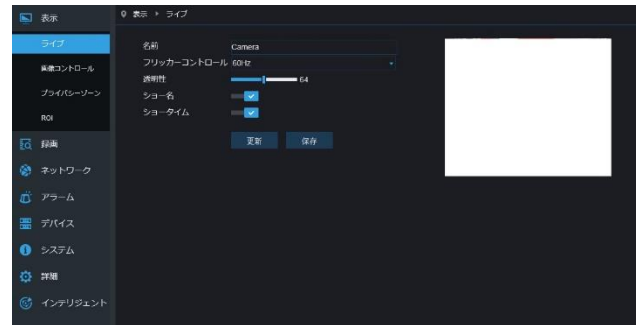 表示
表示 ▸ ライブ
ライブ
画像コントロール
プライバシーゾーン
ROI
録画
ネットワーク
アラーム
デバイス
システム
詳細
インテリジェント
名前 Camera
フリッカーコントロール 60Hz
透明性 64
ショー名
ショータイム
更新 保存